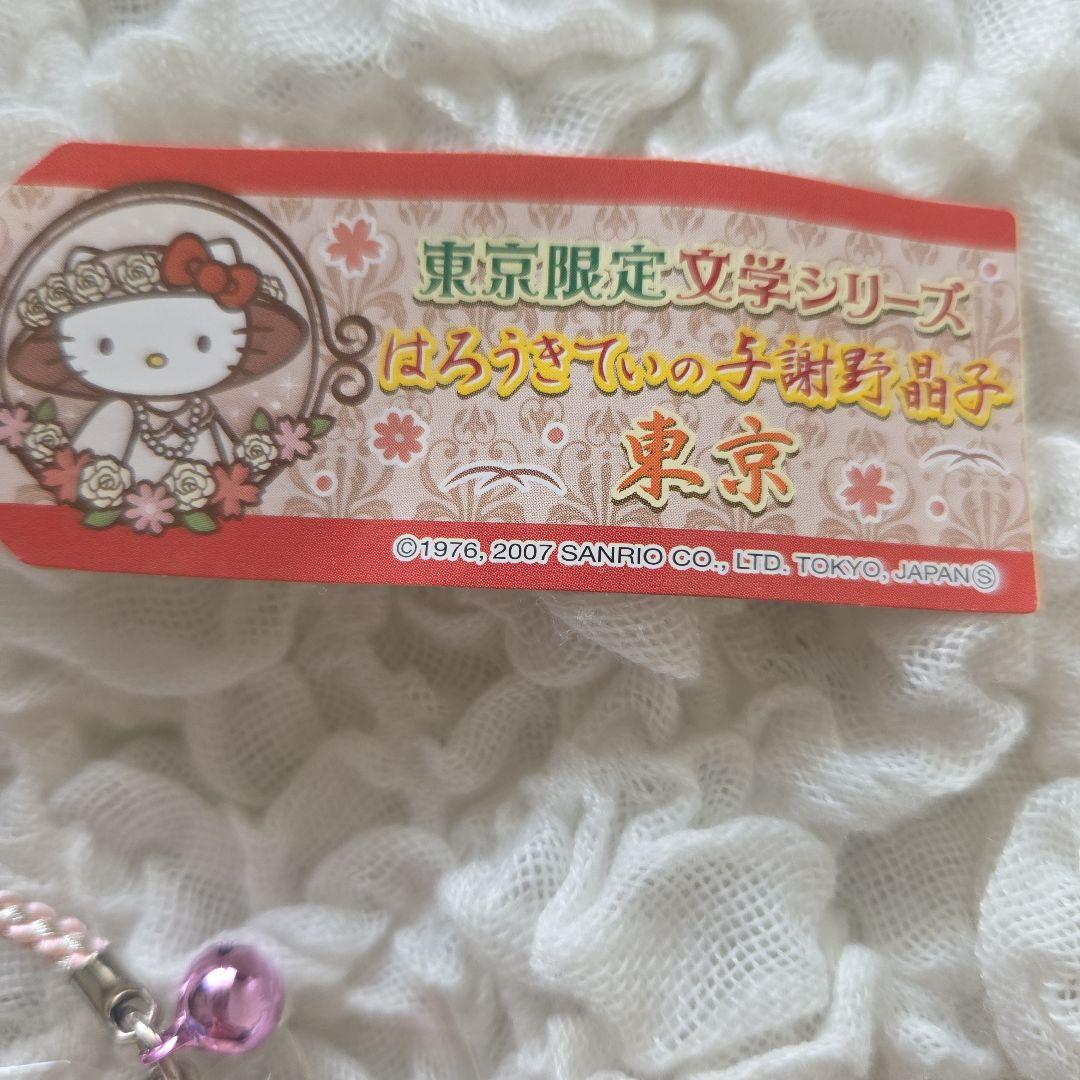 東京限定文学シリーズ
はろうきてぃの与謝野晶子
東京
©1976, 2007 SANRIO CO., LTD. TOKYO, JAPANⓈ